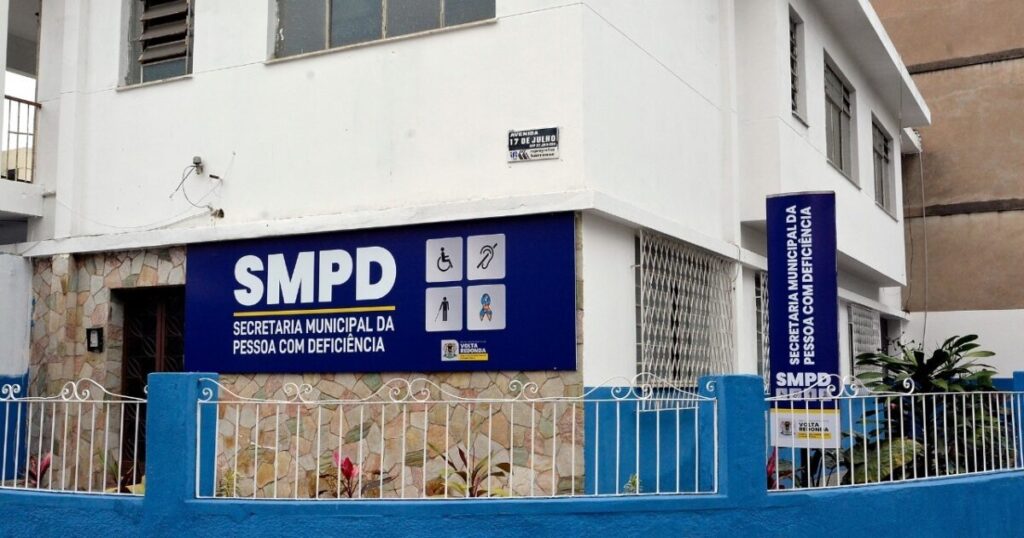 AVENIDA
17 DE JULHO
SMPD
SECRETARIA MUNICIPAL DA
PESSOA COM DEFICIÊNCIA
VOLTA
REDONDA
SECRETARIA MUNICIPAL DA
PESSOA COM DEFICIÊNCIA
SMPD
VOLTA
REDONDA